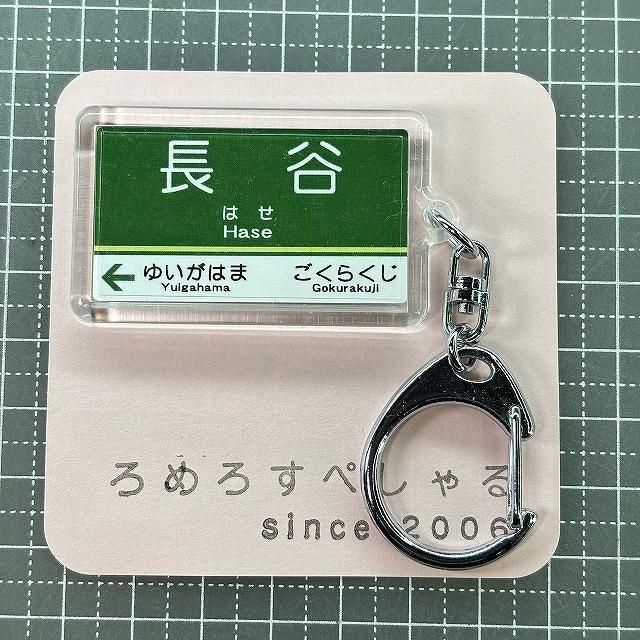 長谷
はせ
Hase
← ゆいがはま ごくらくじ
Yuigahama Gokurakuji
ろめろすぺしゃる
since 2006